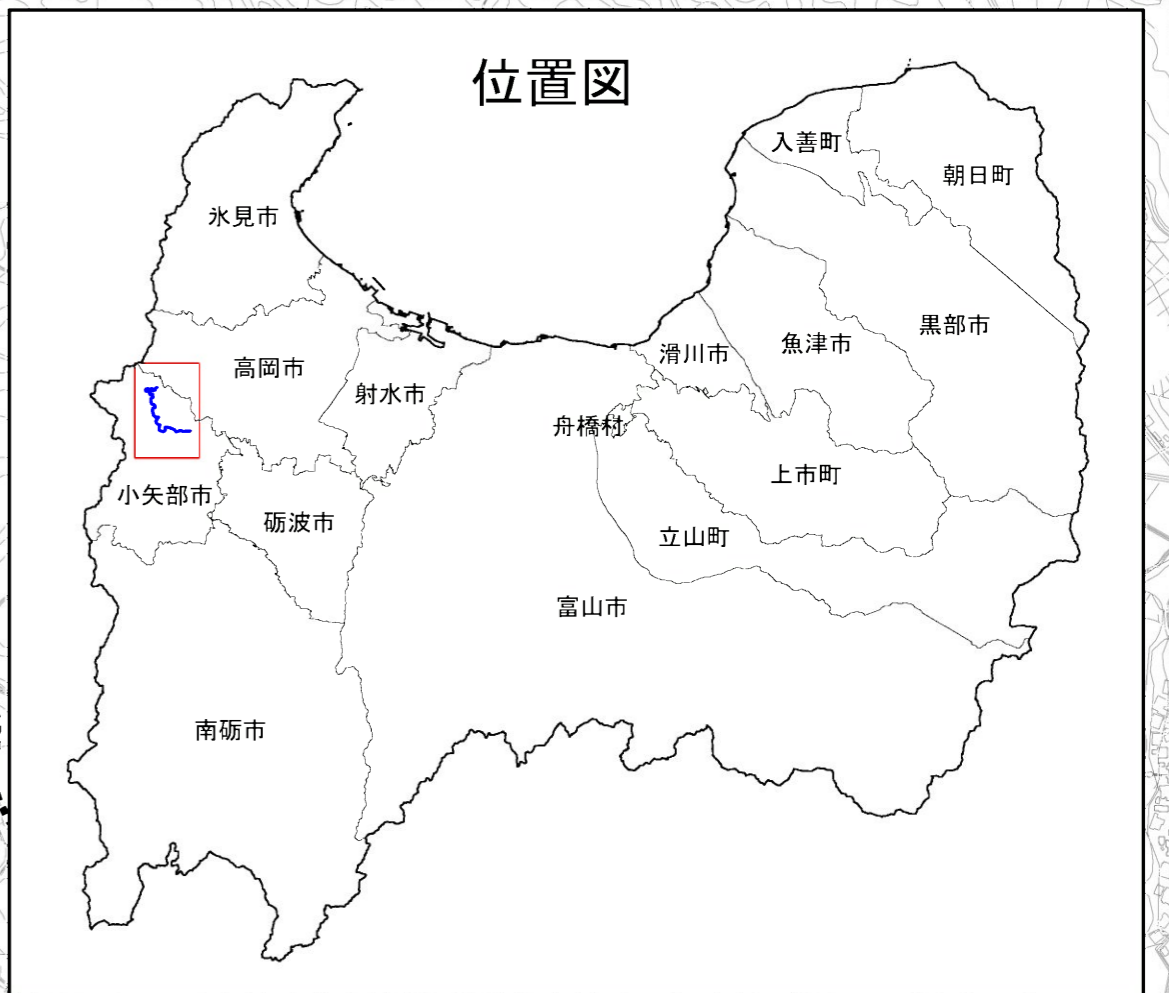 位置図
入善町
朝日町
氷見市
黒部市
魚津市
滑川市
高岡市
射水市
舟橋村
上市町
小矢部市
砺波市
立山町
富山市
南砺市